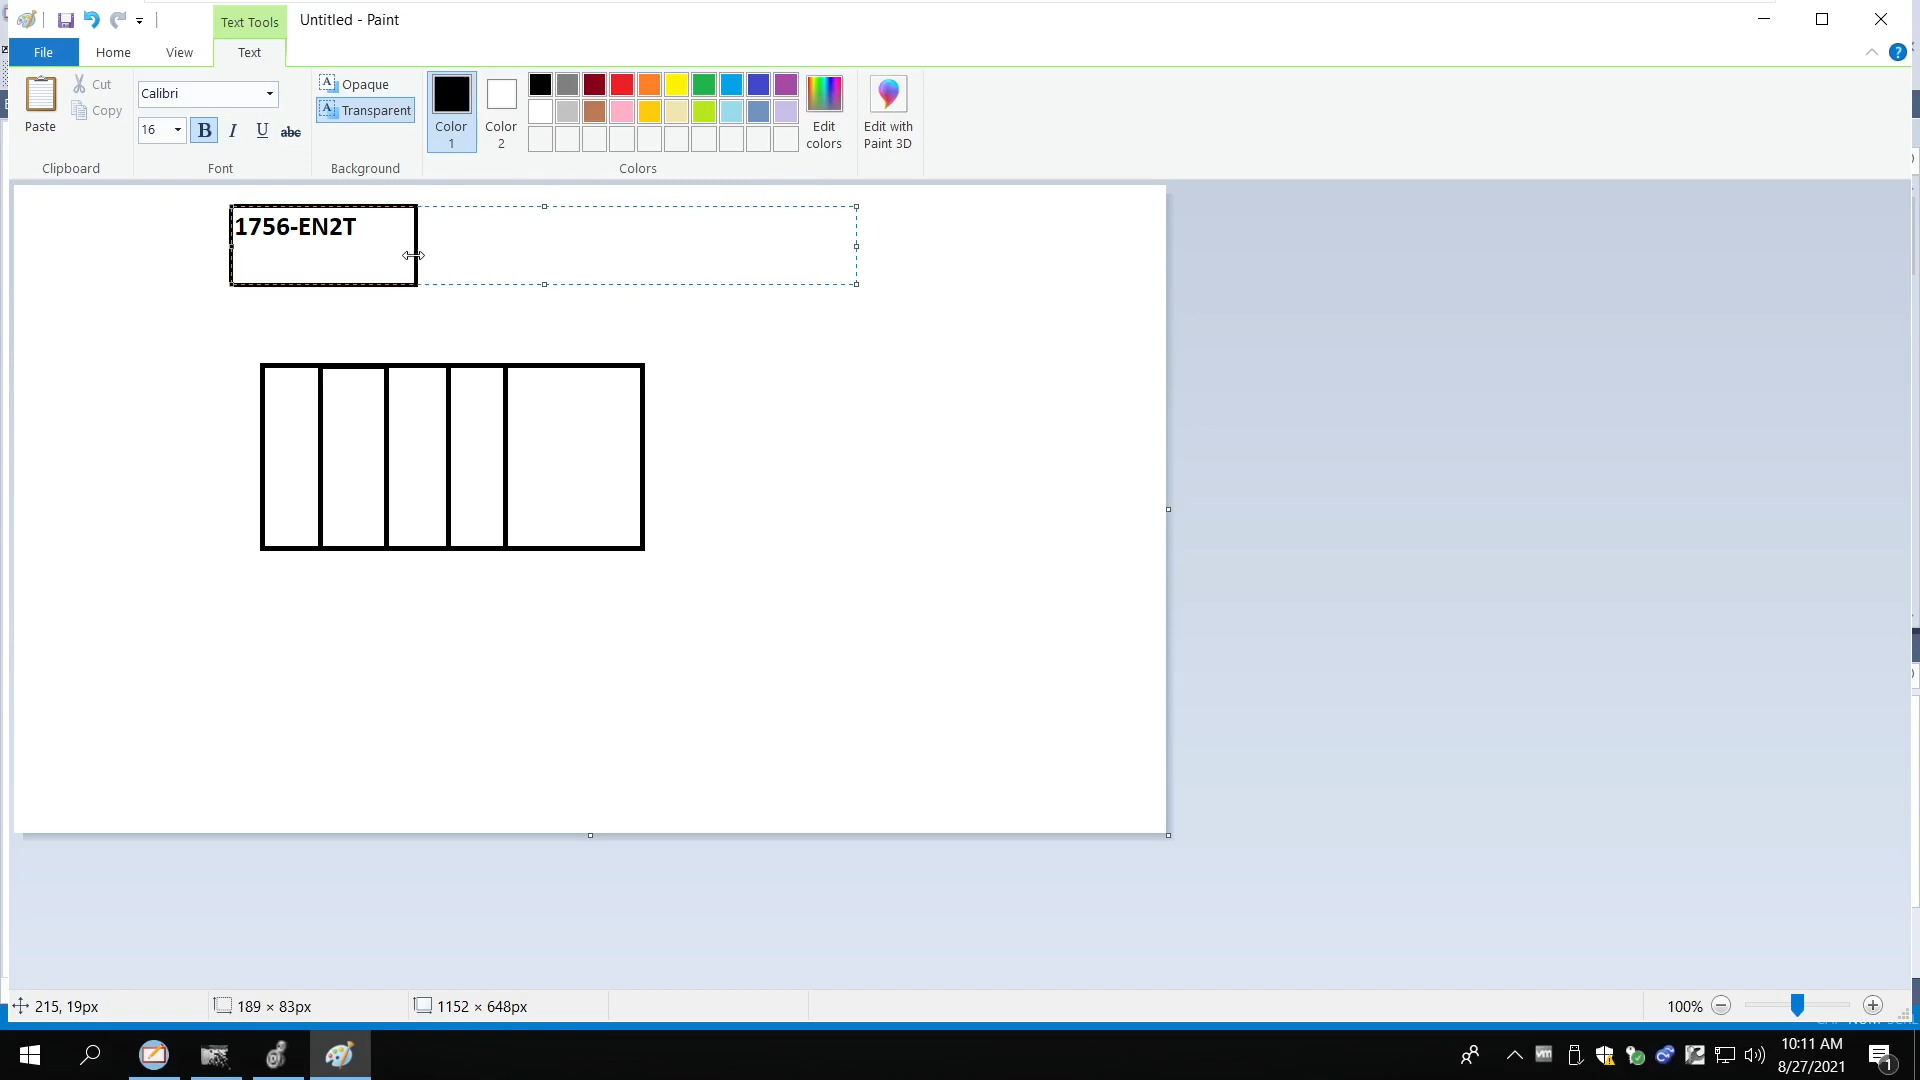 Text Tools
Untitled - Paint
File
Home
View
Text
Paste
Cut
Copy
Clipboard
Calibri
16
B
I
U
abc
Font
Opaque
Transparent
Background
Color
1
Color
2
Edit
colors
Colors
Edit with
Paint 3D
1756-EN2T
215, 19px
189 × 83px
1152 × 648px
100%
10:11 AM
8/27/2021
1